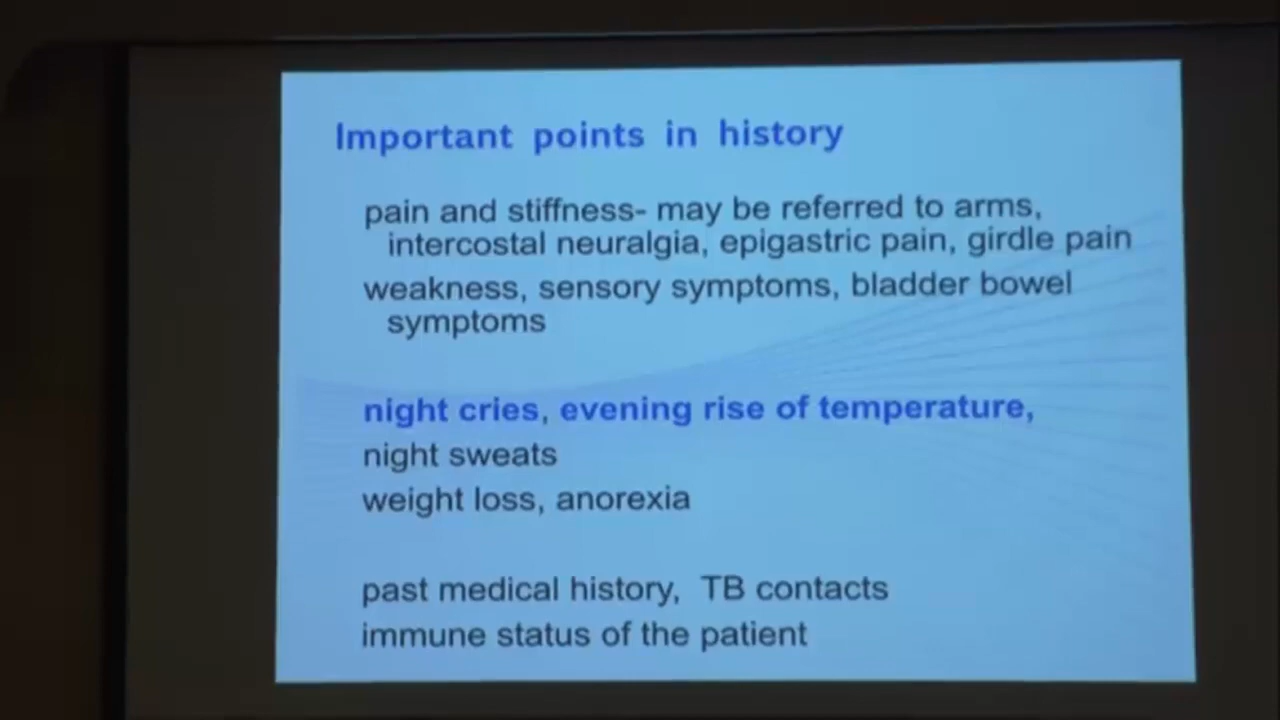 Important points in history
pain and stiffness- may be referred to arms,
intercostal neuralgia, epigastric pain, girdle pain
weakness, sensory symptoms, bladder bowel
symptoms
night cries, evening rise of temperature,
night sweats
weight loss, anorexia
past medical history, TB contacts
immune status of the patient